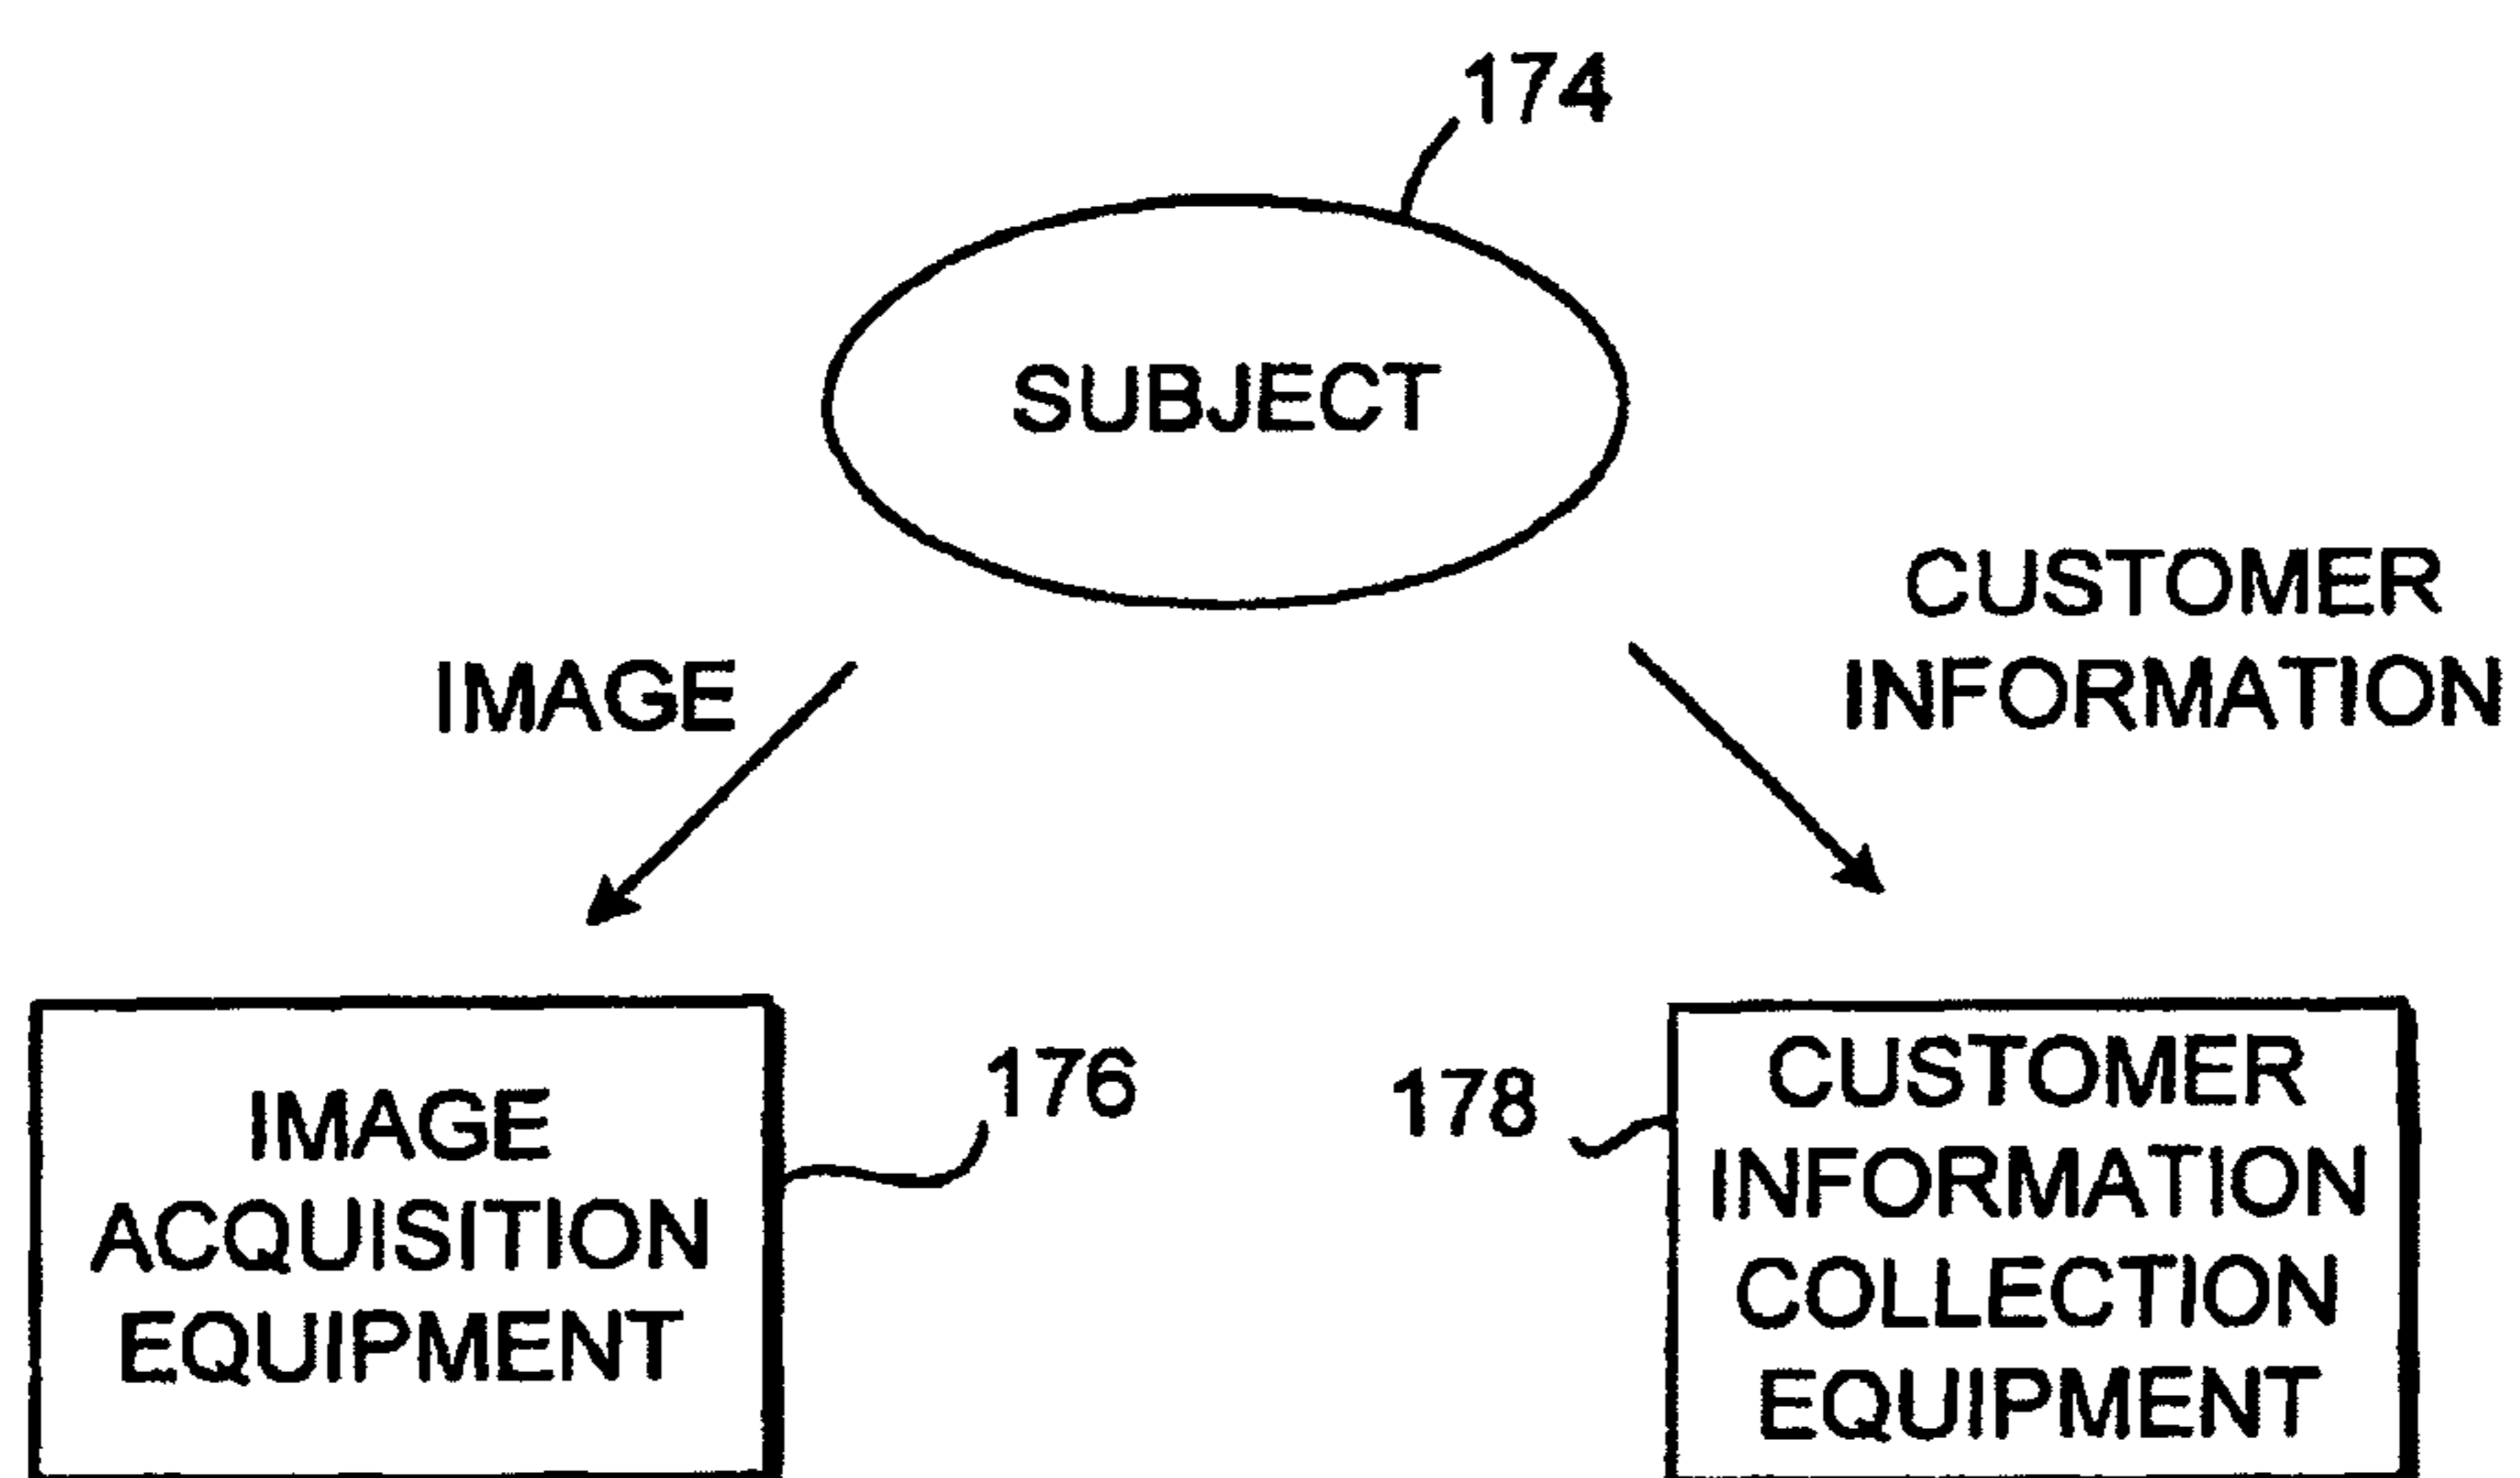 174
SUBJECT
IMAGE
CUSTOMER
INFORMATION
IMAGE
ACQUISITION
EQUIPMENT
176
178
CUSTOMER
INFORMATION
COLLECTION
EQUIPMENT